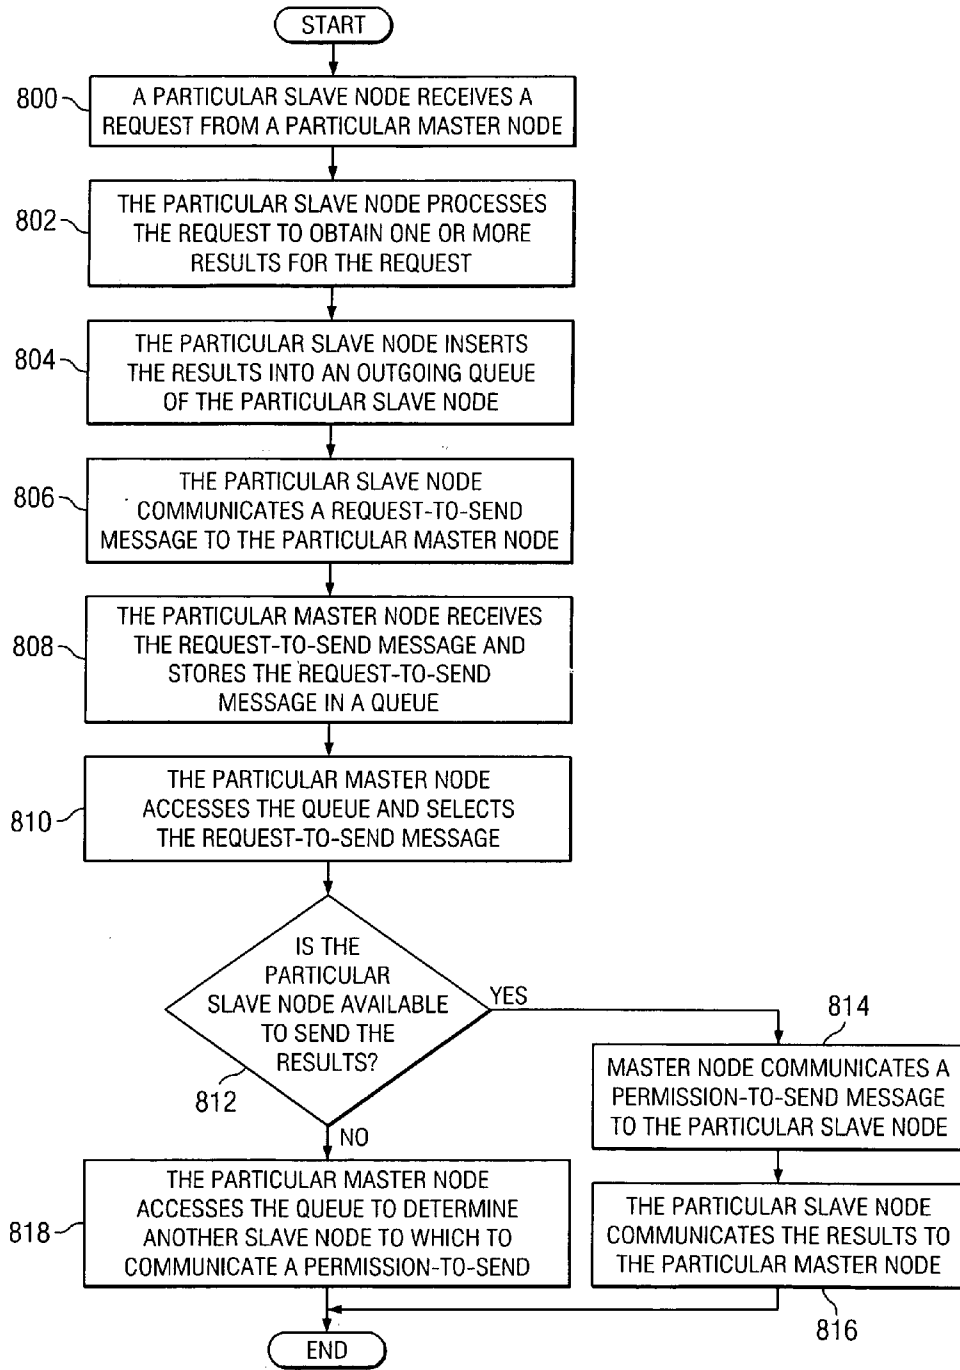 START
800
A PARTICULAR SLAVE NODE RECEIVES A
REQUEST FROM A PARTICULAR MASTER NODE
802
THE PARTICULAR SLAVE NODE PROCESSES
THE REQUEST TO OBTAIN ONE OR MORE
RESULTS FOR THE REQUEST
804
THE PARTICULAR SLAVE NODE INSERTS
THE RESULTS INTO AN OUTGOING QUEUE
OF THE PARTICULAR SLAVE NODE
806
THE PARTICULAR SLAVE NODE
COMMUNICATES A REQUEST-TO-SEND
MESSAGE TO THE PARTICULAR MASTER NODE
808
THE PARTICULAR MASTER NODE RECEIVES
THE REQUEST-TO-SEND MESSAGE AND
STORES THE REQUEST-TO-SEND
MESSAGE IN A QUEUE
810
THE PARTICULAR MASTER NODE
ACCESSES THE QUEUE AND SELECTS
THE REQUEST-TO-SEND MESSAGE
IS THE
PARTICULAR
SLAVE NODE AVAILABLE
TO SEND THE
RESULTS?
812
YES
814
MASTER NODE COMMUNICATES A
PERMISSION-TO-SEND MESSAGE
TO THE PARTICULAR SLAVE NODE
NO
818
THE PARTICULAR MASTER NODE
ACCESSES THE QUEUE TO DETERMINE
ANOTHER SLAVE NODE TO WHICH TO
COMMUNICATE A PERMISSION-TO-SEND
THE PARTICULAR SLAVE NODE
COMMUNICATES THE RESULTS TO
THE PARTICULAR MASTER NODE
816
END